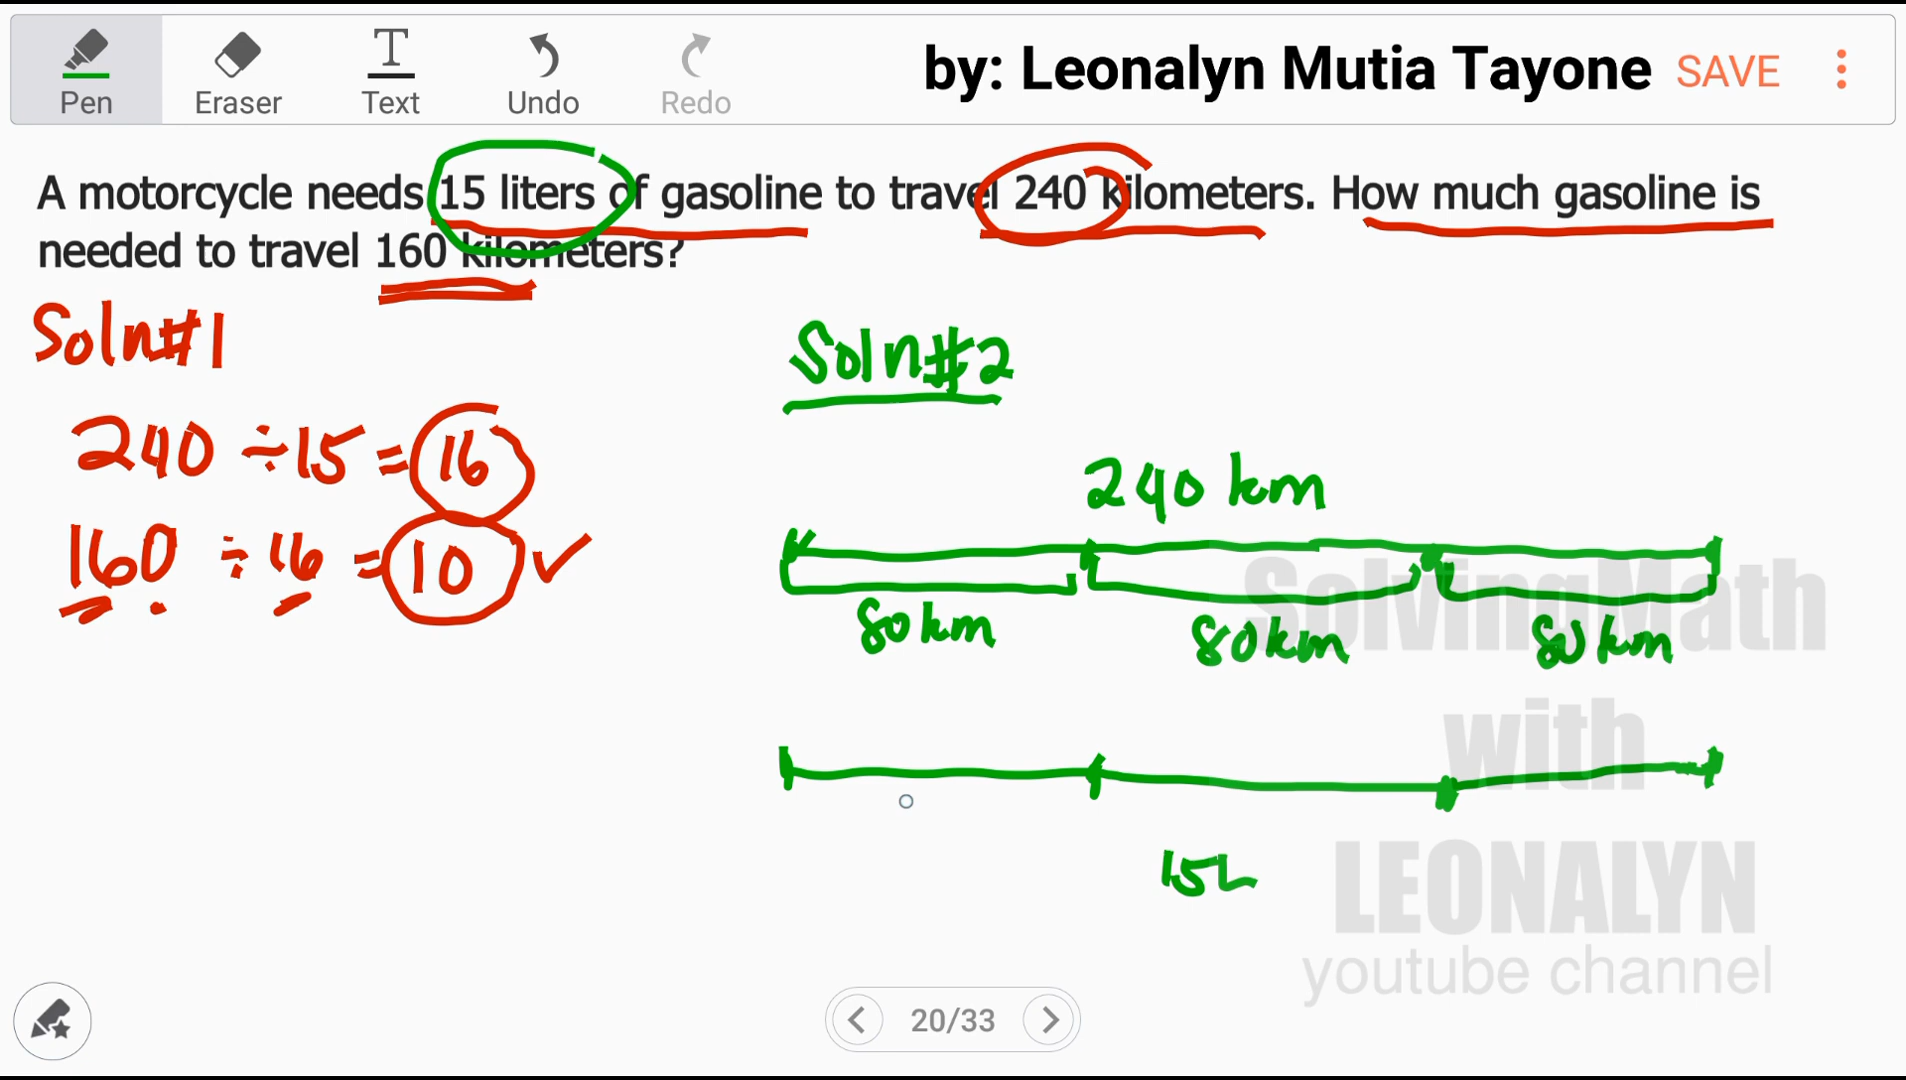 Pen
Eraser
Text
Undo
Redo
by: Leonalyn Mutia Tayone
SAVE
A motorcycle needs 15 liters of gasoline to travel 240 kilometers. How much gasoline is
needed to travel 160 kilometers?
Soln#1
240 ÷ 15 = 16
160 ÷ 16 = 10 ✓
Soln#2
240 km
80 km 80 km 80 km
15L
SolvingMath
with
LEONALYN
youtube channel
20/33